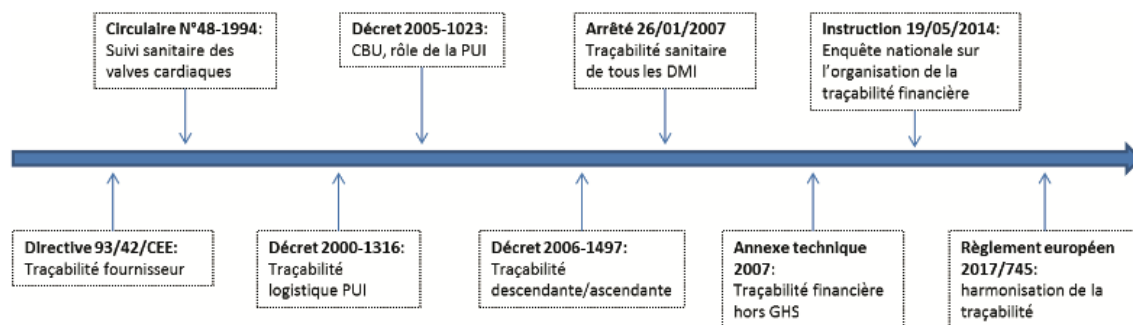 Circulaire N°48-1994:
Suivi sanitaire des
valves cardiaques
Décret 2005-1023:
CBU, rôle de la PUI
Arrêté 26/01/2007
Traçabilité sanitaire
de tous les DMI
Instruction 19/05/2014:
Enquête nationale sur
l'organisation de la
traçabilité financière
Directive 93/42/CEE:
Traçabilité fournisseur
Décret 2000-1316:
Traçabilité
logistique PUI
Décret 2006-1497:
Traçabilité
descendante/ascendante
Annexe technique
2007:
Traçabilité financière
hors GHS
Règlement européen
2017/745:
harmonisation de la
traçabilité